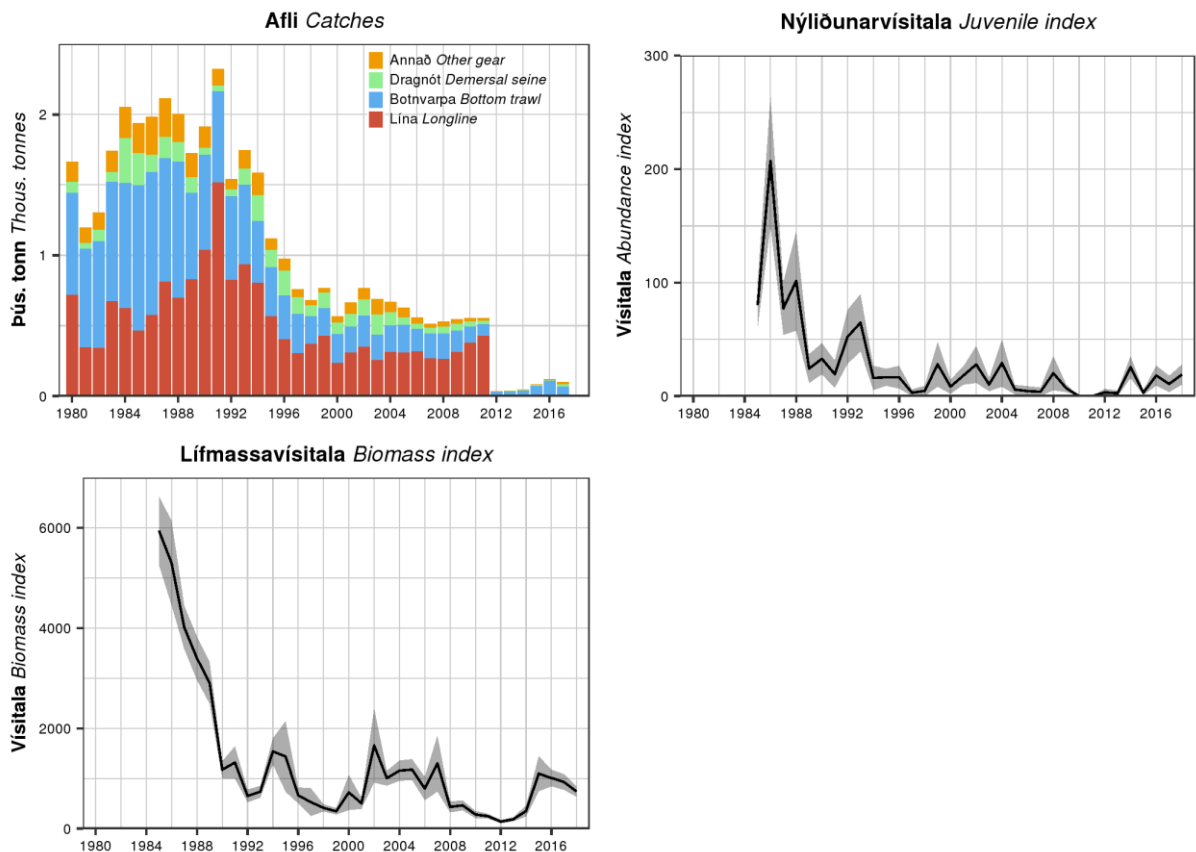 Afli Catches
Þús. tonn Thous. tonnes
2
1
0
Annað Other gear
Dragnót Demersal seine
Botnvarpa Bottom trawl
Lína Longline
1980 1984 1988 1992 1996 2000 2004 2008 2012 2016
Nýliðunarvísitala Juvenile index
Vísitala Abundance index
300
200
100
0
1980 1984 1988 1992 1996 2000 2004 2008 2012 2016
Lífmassavísitala Biomass index
Vísitala Biomass index
6000
4000
2000
0
1980 1984 1988 1992 1996 2000 2004 2008 2012 2016